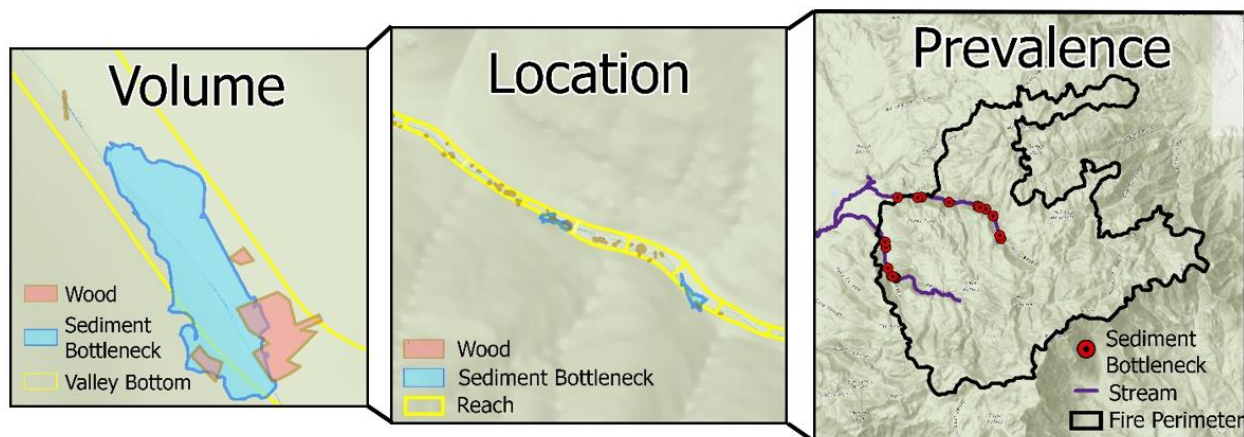 Volume
Wood
Sediment
Bottleneck
Valley Bottom
Location
Wood
Sediment Bottleneck
Reach
Prevalence
Sediment
Bottleneck
Stream
Fire Perimeter